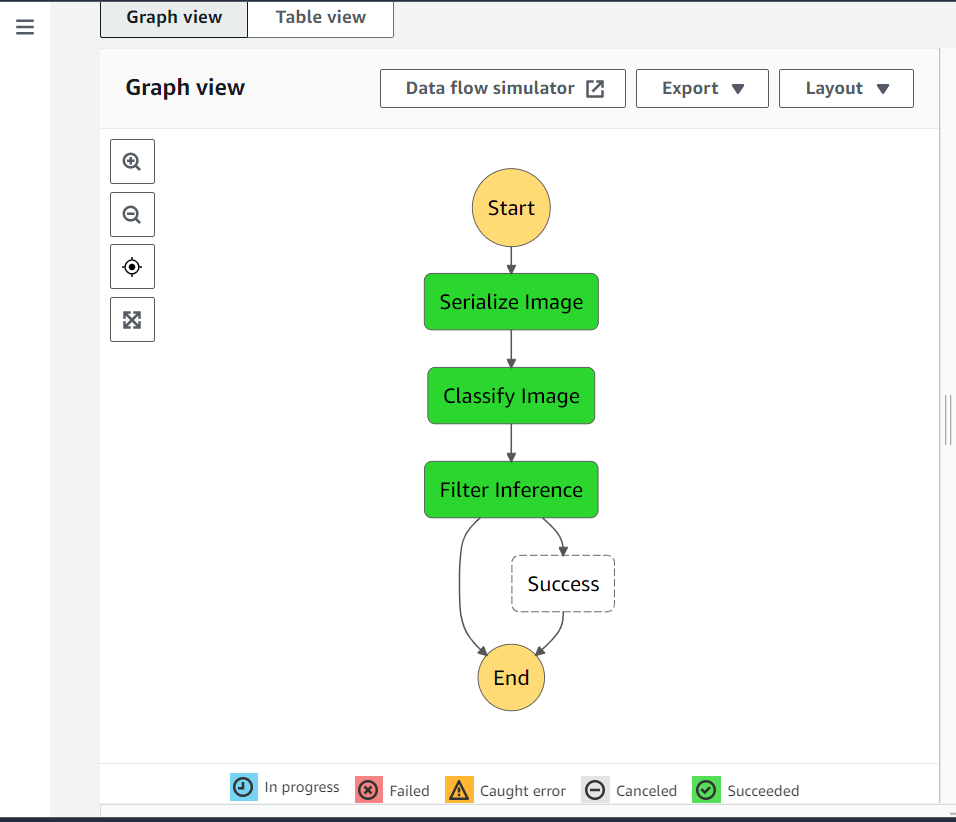 Graph view Table view
Graph view Data flow simulator Export Layout
Start
Serialize Image
Classify Image
Filter Inference
Success
End
In progress Failed Caught error Canceled Succeeded